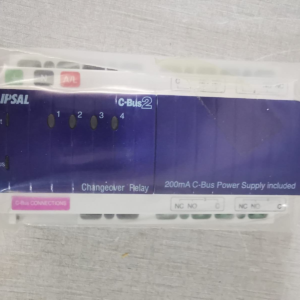 IPSAL
C-Bus2
1 2 3 4
Changeover Relay
200mA C-Bus Power Supply included
C-Bus CONNECTIONS
NC NO C
NC NO C